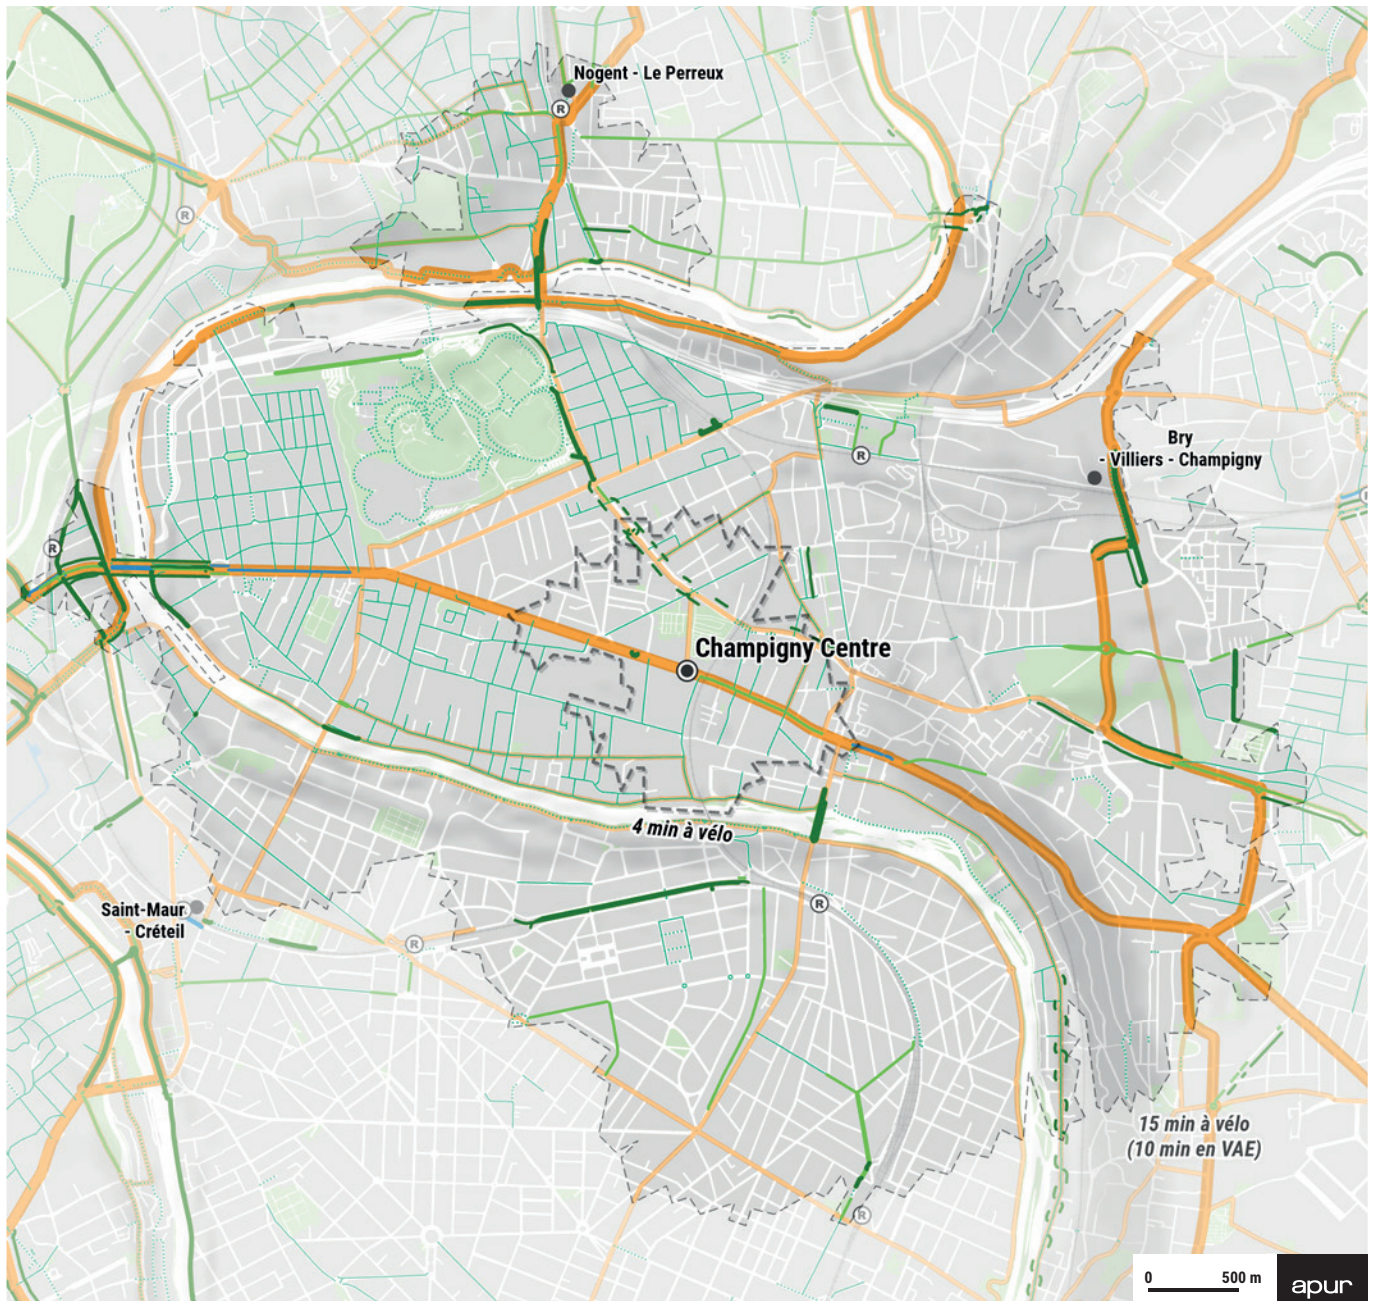 Nogent - Le Perreux
R
R
Bry
- Villiers - Champigny
R
R
Champigny Centre
4 min à vélo
R
Saint-Maur
- Créteil
R
15 min à vélo
(10 min en VAE)
R
0 500 m
apur